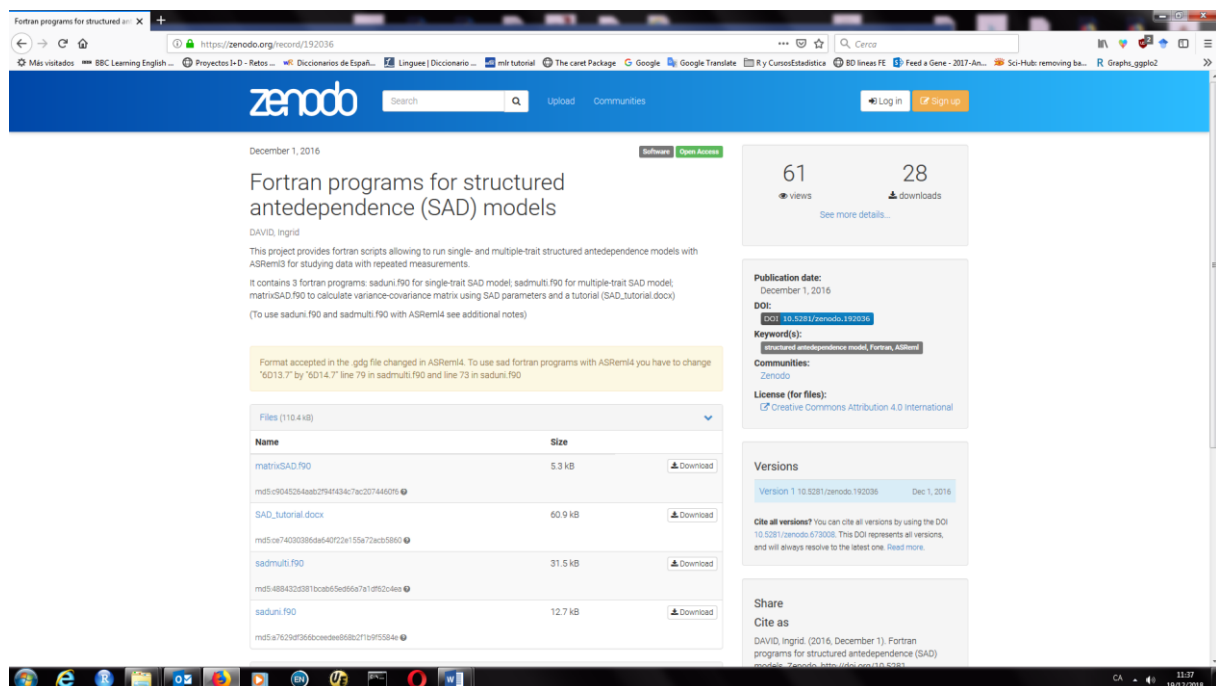 Fortran programs for structured an
https://zenodo.org/record/192036
Cerca
Más visitados BBC Learning English ... Proyectos I+D - Retos ... Diccionarios de Españ... Linguee | Diccionario ... mlr tutorial The caret Package Google Google Translate R y CursosEstadistica BD lineas FE Feed a Gene - 2017-An... Sci-Hub: removing ba... Graphs_ggplo2
zenodo
Search
Upload Communities
Log in Sign up
December 1, 2016
Software Open Access
Fortran programs for structured
antedependence (SAD) models
DAVID, Ingrid
This project provides fortran scripts allowing to run single- and multiple-trait structured antedependence models with
ASReml3 for studying data with repeated measurements.
It contains 3 fortran programs: saduni.f90 for single-trait SAD model; sadmulti.f90 for multiple-trait SAD model;
matrixSAD.f90 to calculate variance-covariance matrix using SAD parameters and a tutorial (SAD_tutorial.docx)
(To use saduni.f90 and sadmulti.f90 with ASReml4 see additional notes)
Format accepted in the .gdg file changed in ASReml4. To use sad fortran programs with ASReml4 you have to change
"6D13.7" by "6D14.7" line 79 in sadmulti.f90 and line 73 in saduni.f90
Files (110.4 kB)
Name Size
matrixSAD.f90 5.3 kB Download
md5:c9045264aab2f94f434c7ac2074460f6
SAD_tutorial.docx 60.9 kB Download
md5:ce74030386da640f22e155a72acb5860
sadmulti.f90 31.5 kB Download
md5:488432d381bcab65ed66a7a1df62c4ea
saduni.f90 12.7 kB Download
md5:a7629df366bceedee868b2f1b9f5584e
61 28
views downloads
See more details...
Publication date:
December 1, 2016
DOI:
DOI 10.5281/zenodo.192036
Keyword(s):
structured antedependence model, Fortran, ASReml
Communities:
Zenodo
License (for files):
Creative Commons Attribution 4.0 International
Versions
Version 1 10.5281/zenodo.192036 Dec 1, 2016
Cite all versions? You can cite all versions by using the DOI
10.5281/zenodo.673008. This DOI represents all versions,
and will always resolve to the latest one. Read more.
Share
Cite as
DAVID, Ingrid. (2016, December 1). Fortran
programs for structured antedependence (SAD)
models. Zenodo. http://doi.org/10.5281
CA 11:37
19/12/2018